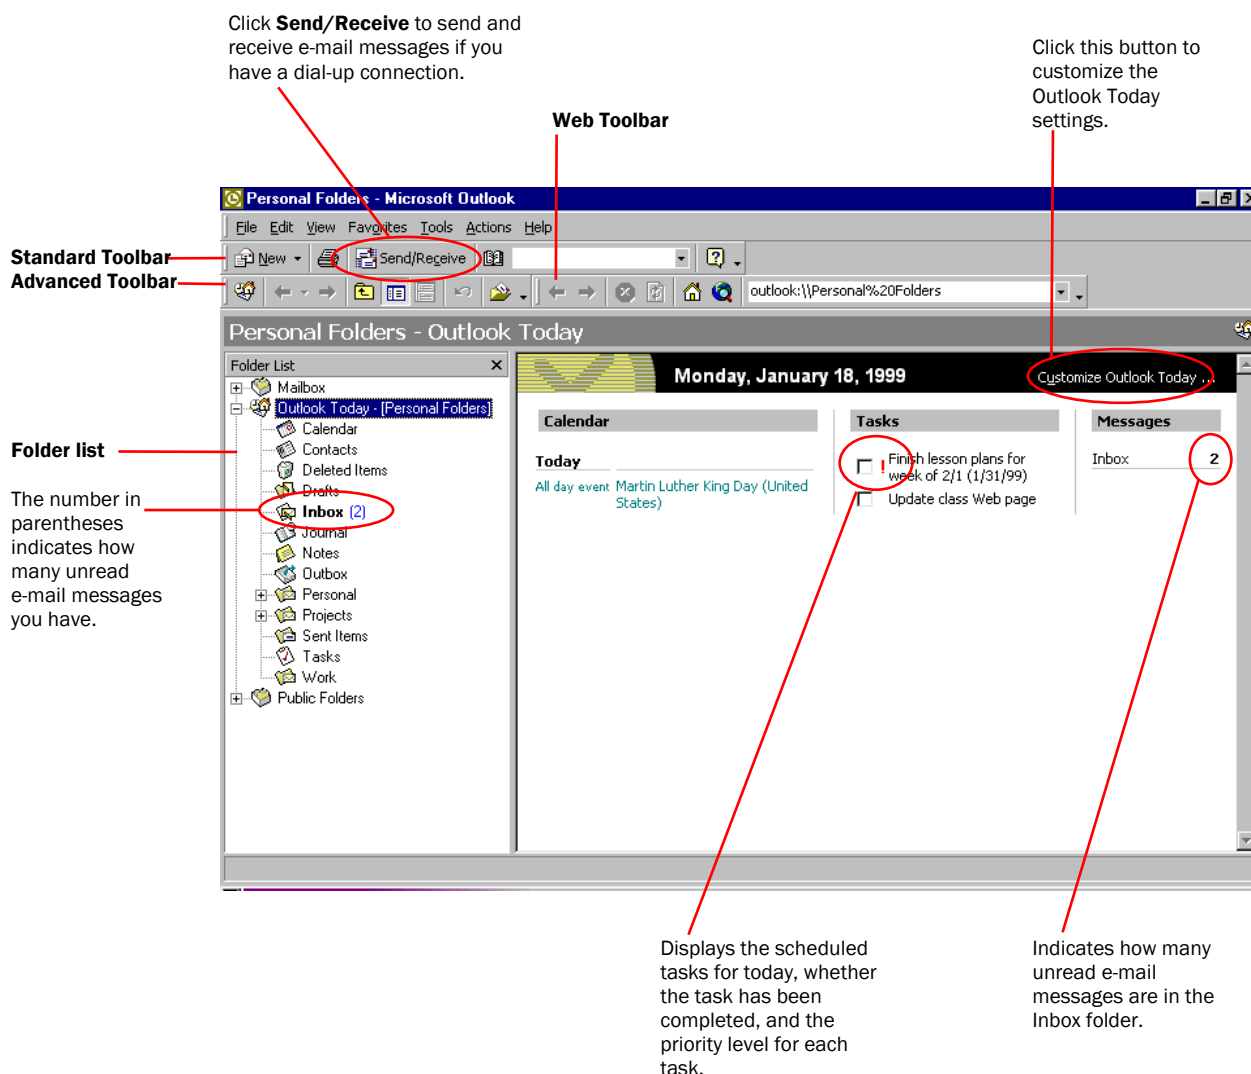 Click Send/Receive to send and
receive e-mail messages if you
have a dial-up connection.
Click this button to
customize the
Outlook Today
settings.
Web Toolbar
Personal Folders - Microsoft Outlook
File Edit View Favorites Tools Actions Help
Standard Toolbar
New Send/Receive
Advanced Toolbar
outlook:\\Personal%20Folders
Personal Folders - Outlook Today
Folder List
Mailbox
Outlook Today - [Personal Folders]
Calendar
Contacts
Deleted Items
Drafts
Inbox (2)
Journal
Notes
Outbox
Personal
Projects
Sent Items
Tasks
Work
Public Folders
Folder list
The number in
parentheses
indicates how
many unread
e-mail messages
you have.
Monday, January 18, 1999
Customize Outlook Today ...
Calendar
Today
All day event Martin Luther King Day (United
States)
Tasks
! Finish lesson plans for
week of 2/1 (1/31/99)
Update class Web page
Messages
Inbox 2
Displays the scheduled
tasks for today, whether
the task has been
completed, and the
priority level for each
task.
Indicates how many
unread e-mail
messages are in the
Inbox folder.